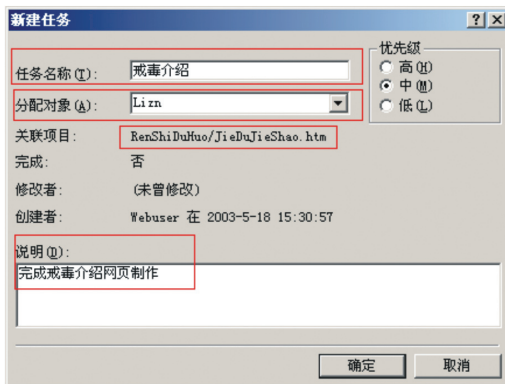 新建任务
任务名称(T): 戒毒介绍
优先级
高(H)
中(M)
低(L)
分配对象(A): Lizn
关联项目: RenShiDuHuo/JieDuJieShao.htm
完成: 否
修改者: (未曾修改)
创建者: Webuser 在 2003-5-18 15:30:57
说明(D):
完成戒毒介绍网页制作
确定 取消